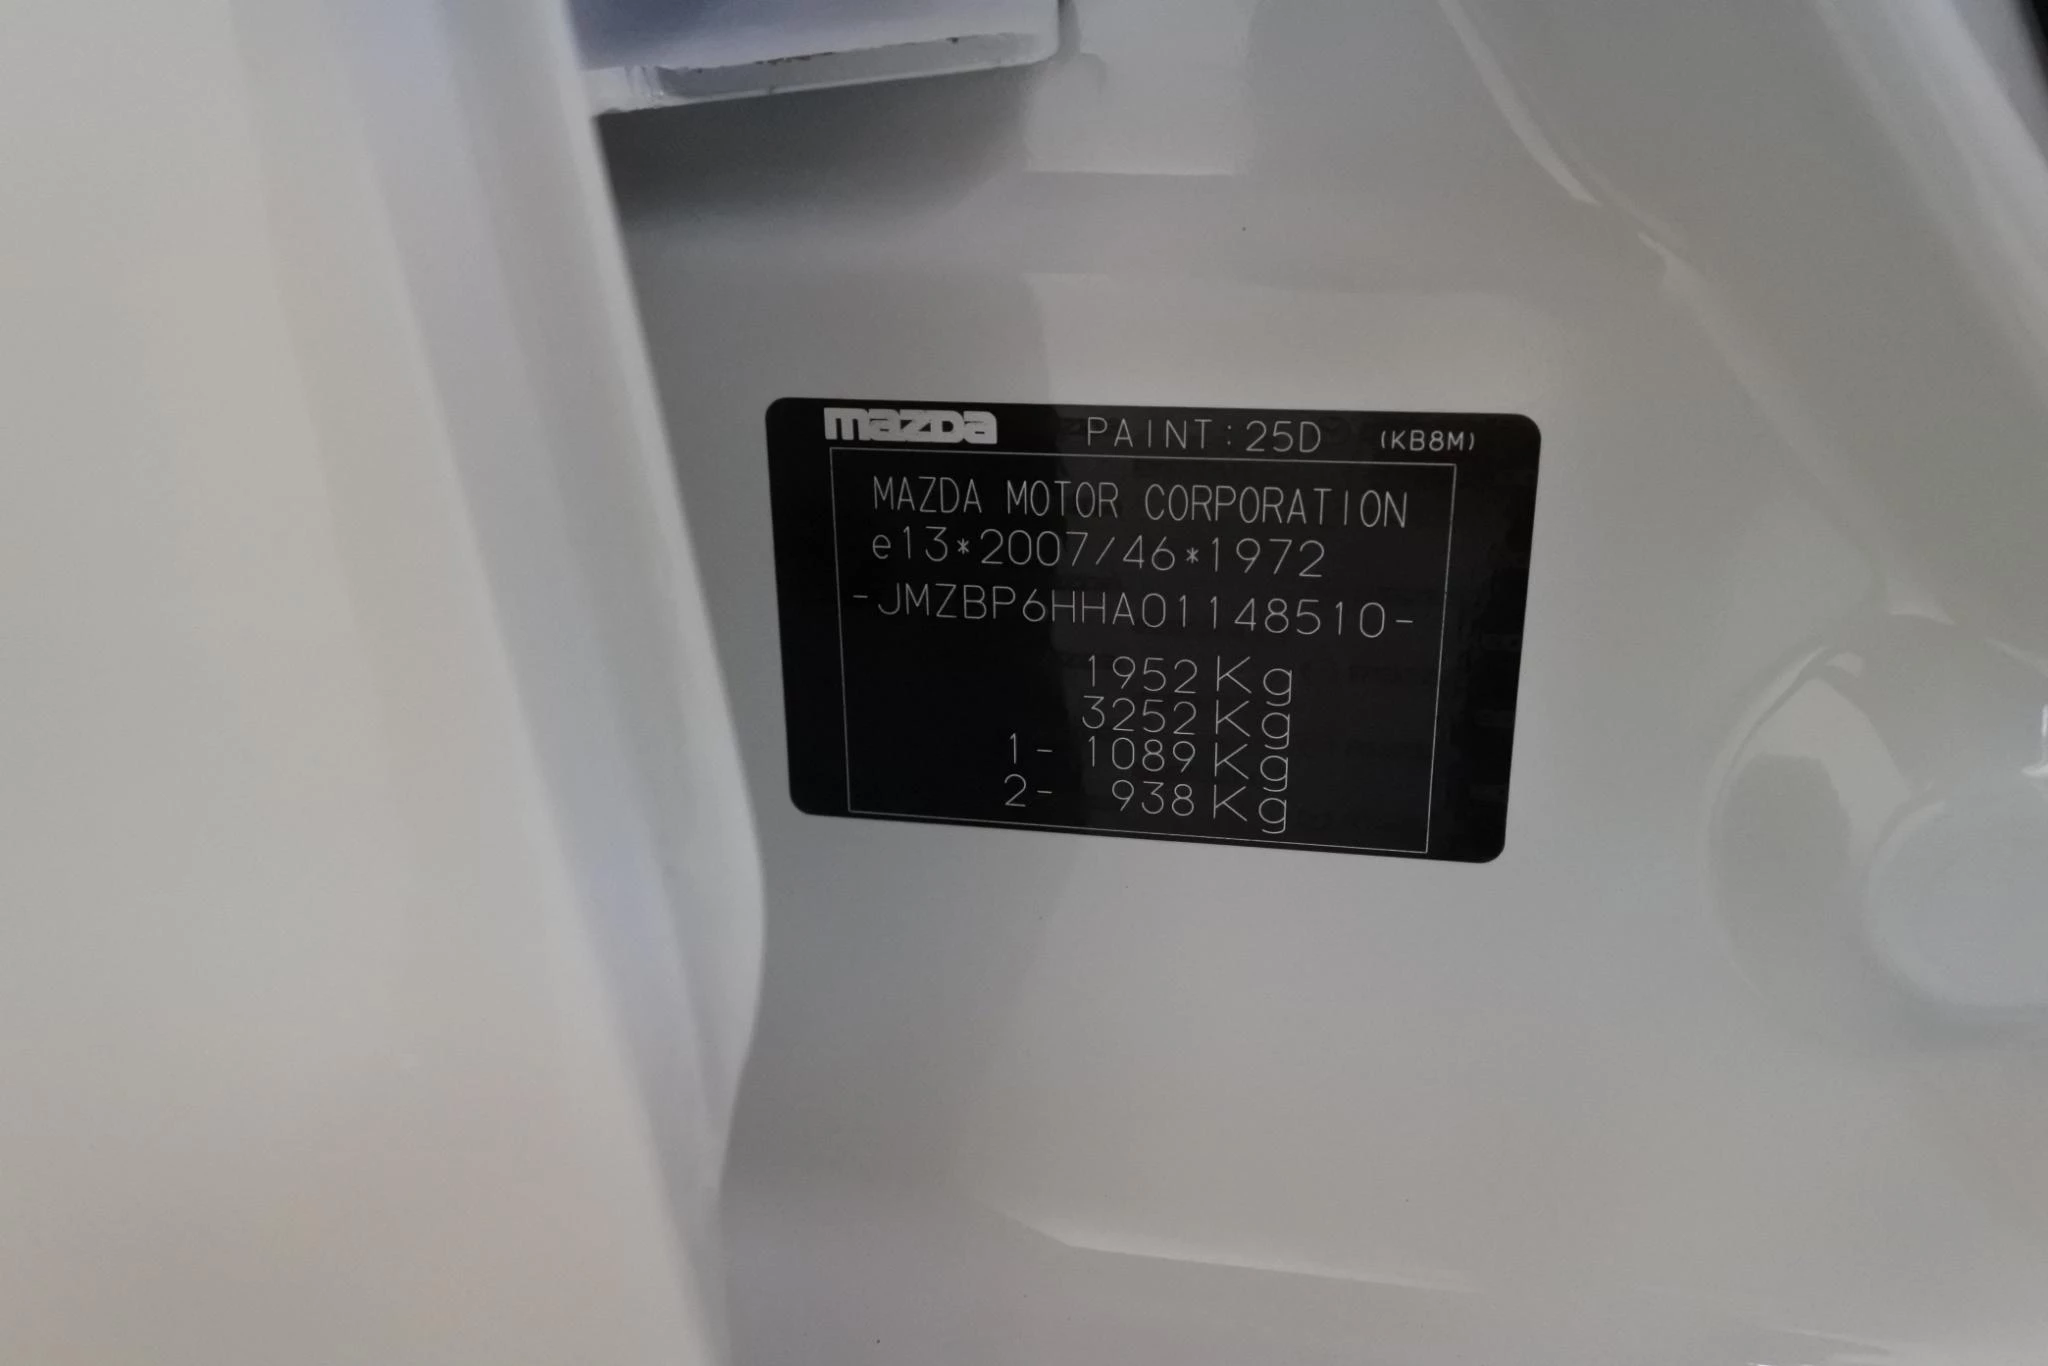 mazda PAINT:25D (KB8M)
MAZDA MOTOR CORPORATION
e13*2007/46*1972
-JMZBP6HHA01148510-
1952Kg
3252Kg
1- 1089Kg
2- 938Kg